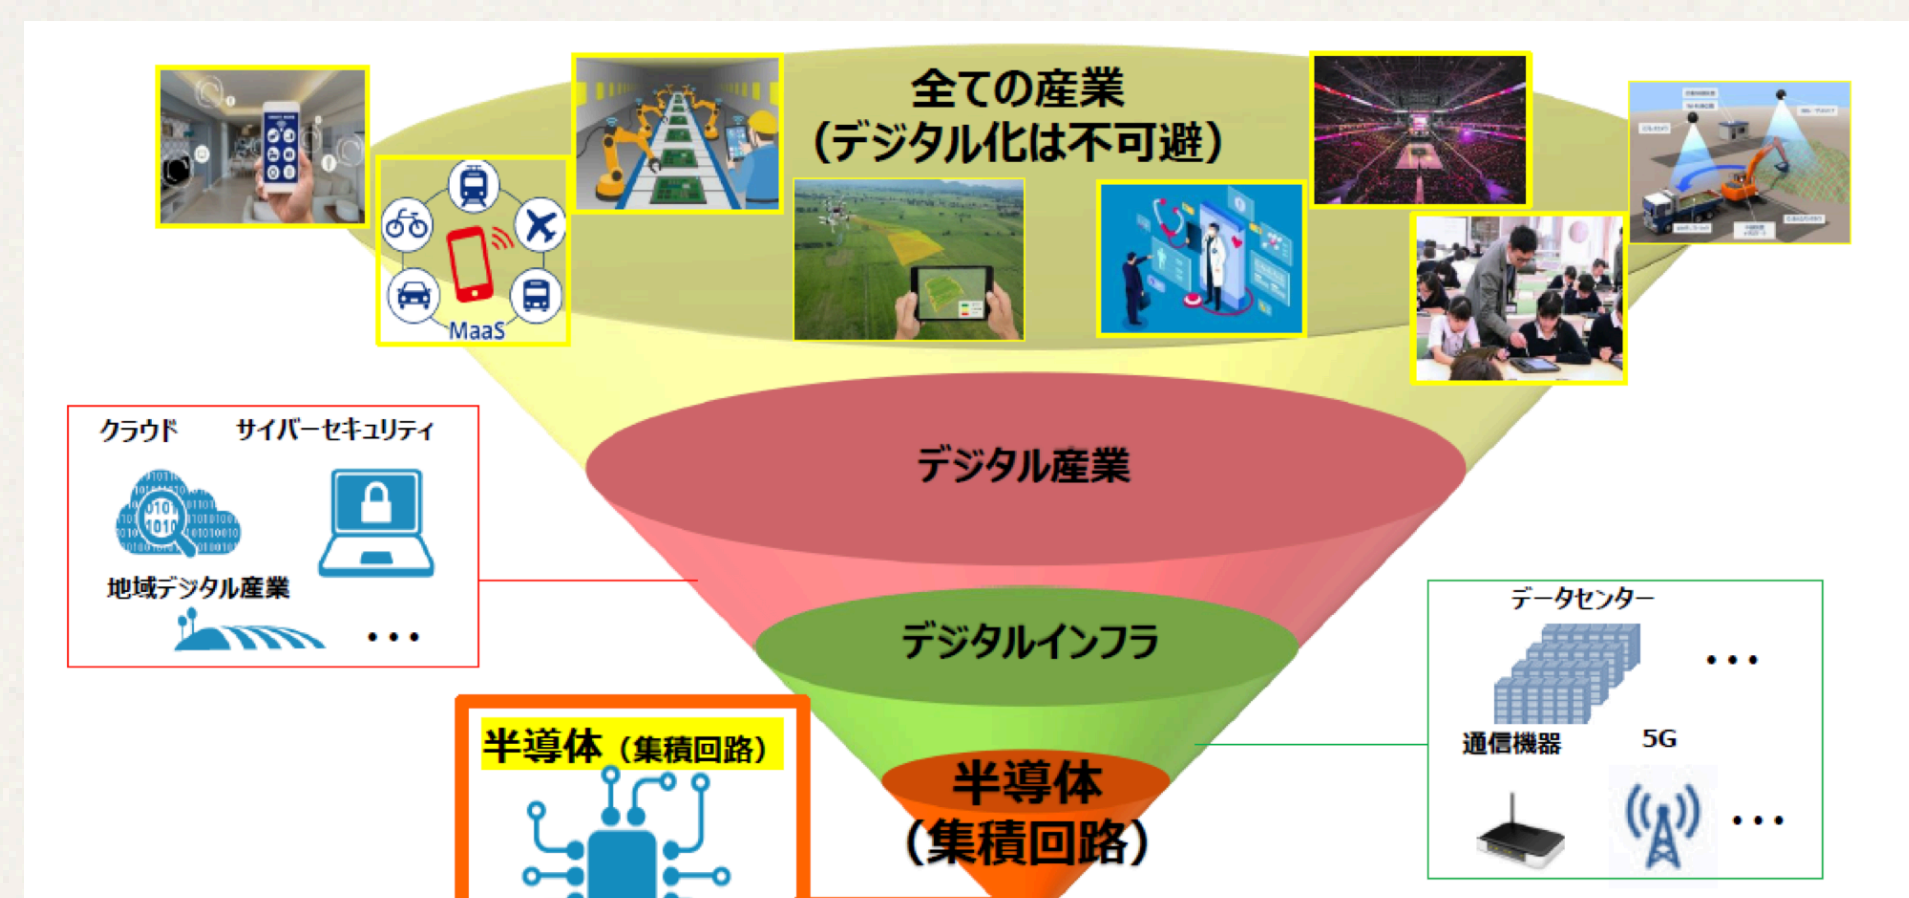 全ての産業
（デジタル化は不可避）
MaaS
デジタル産業
クラウド サイバーセキュリティ
地域デジタル産業
・・・
デジタルインフラ
データセンター
・・・
通信機器 5G
・・・
半導体（集積回路）
半導体
（集積回路）